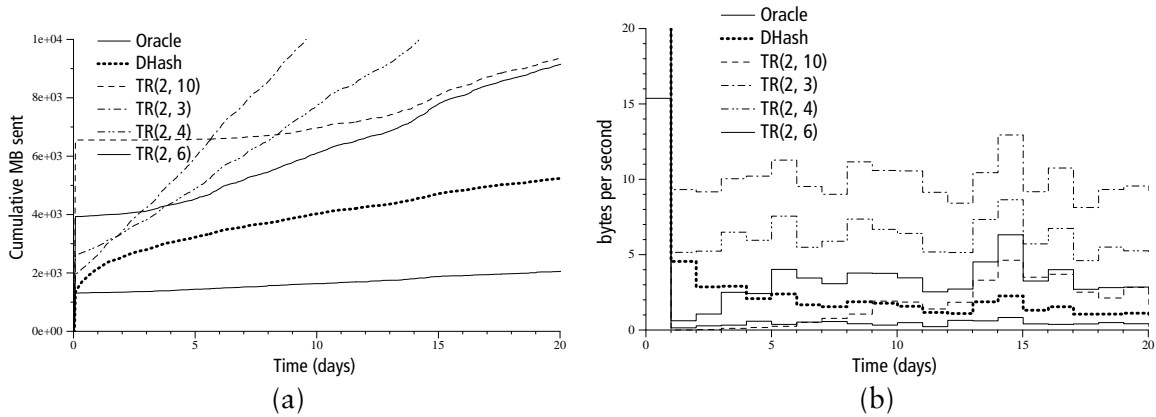 1e+04
8e+03
6e+03
4e+03
2e+03
0e+00
Cumulative MB sent
Oracle
DHash
TR(2, 10)
TR(2, 3)
TR(2, 4)
TR(2, 6)
0
5
10
15
20
Time (days)
(a)
20
15
10
5
0
bytes per second
Oracle
DHash
TR(2, 10)
TR(2, 3)
TR(2, 4)
TR(2, 6)
0
5
10
15
20
Time (days)
(b)